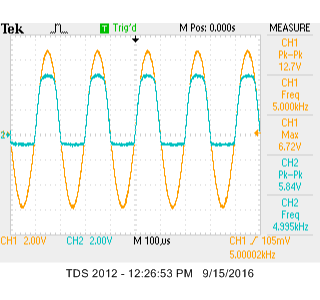 Tek T Trig'd M Pos: 0.000s MEASURE
CH1
Pk-Pk
12.7V
CH1
Freq
5.000kHz
CH1
Max
6.72V
2
CH2
Pk-Pk
5.84V
CH2
Freq
4.995kHz
CH1 2.00V CH2 2.00V M 100µs CH1 / 105mV
5.00002kHz
TDS 2012 - 12:26:53 PM 9/15/2016